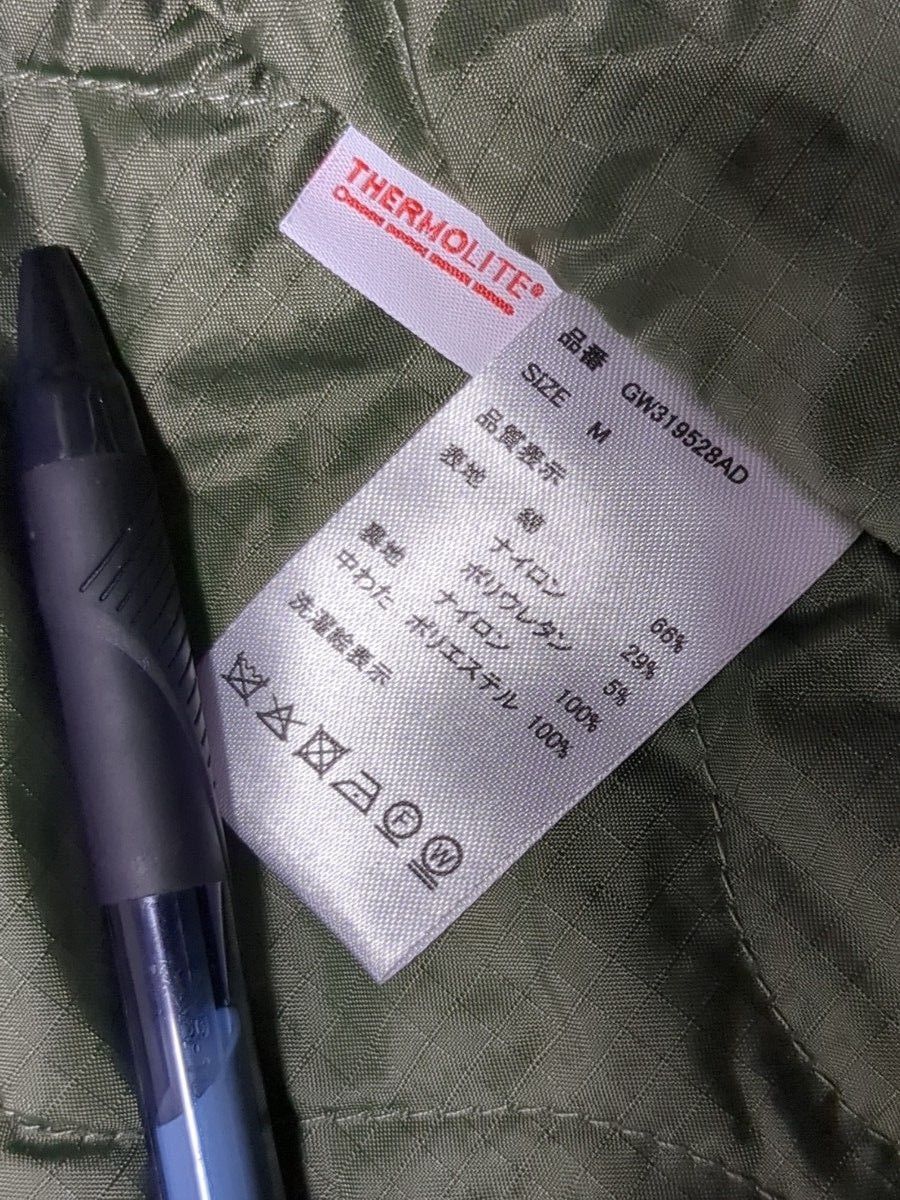 THERMOLITE®
品番 GW319528AD
SIZE M
品質表示
表地 綿 66%
ナイロン 29%
ポリウレタン 5%
裏地 ナイロン 100%
中わた ポリエステル 100%
洗濯絵表示
F W